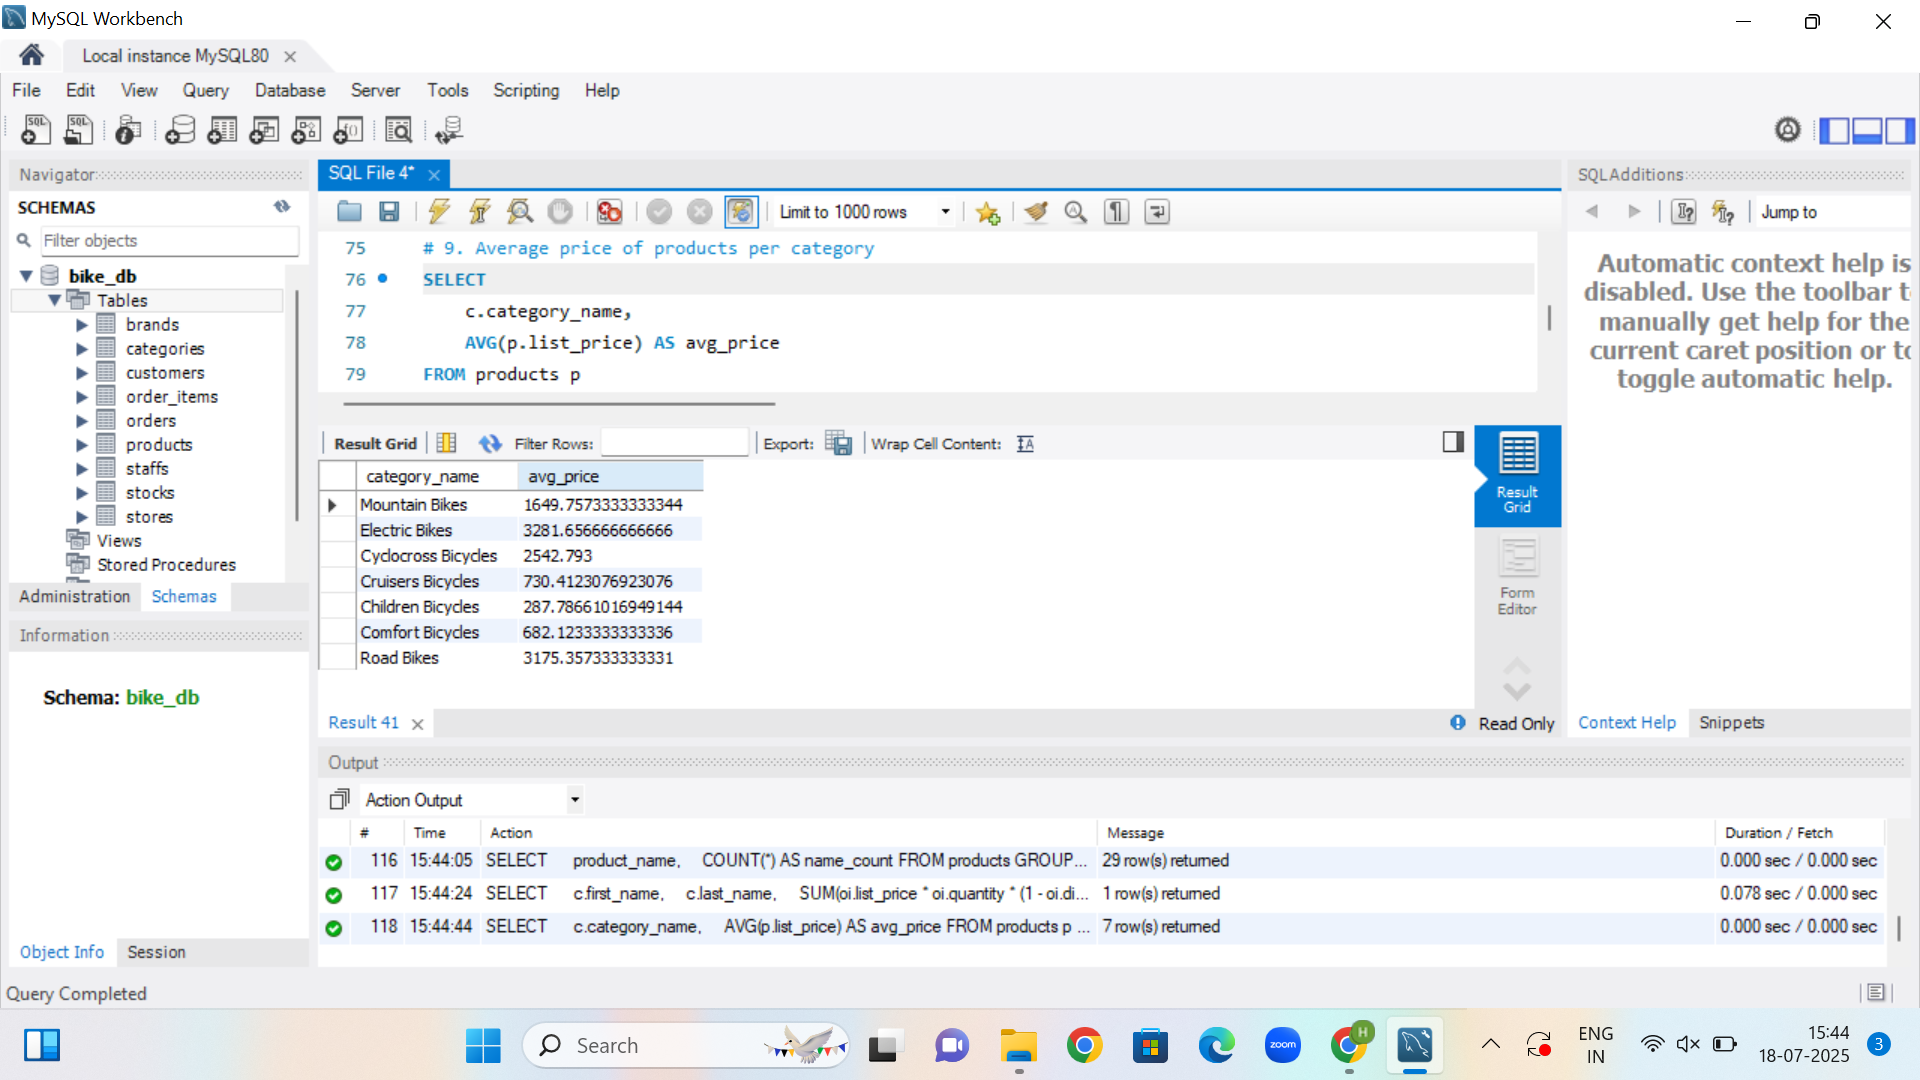 MySQL Workbench
Local instance MySQL80
File Edit View Query Database Server Tools Scripting Help
Navigator
SCHEMAS
Filter objects
bike_db
Tables
brands
categories
customers
order_items
orders
products
staffs
stocks
stores
Views
Stored Procedures
Administration Schemas
Information
Schema: bike_db
Object Info Session
SQL File 4*
Limit to 1000 rows
75 # 9. Average price of products per category
76 SELECT
77 c.category_name,
78 AVG(p.list_price) AS avg_price
79 FROM products p
Result Grid Filter Rows: Export: Wrap Cell Content:
category_name avg_price
Mountain Bikes 1649.7573333333344
Electric Bikes 3281.656666666666
Cyclocross Bicycles 2542.793
Cruisers Bicycles 730.4123076923076
Children Bicycles 287.78661016949144
Comfort Bicycles 682.1233333333336
Road Bikes 3175.357333333331
Result Grid
Form Editor
Result 41
Read Only
SQLAdditions
Jump to
Automatic context help is
disabled. Use the toolbar t
manually get help for the
current caret position or to
toggle automatic help.
Context Help Snippets
Output
Action Output
# Time Action Message Duration / Fetch
116 15:44:05 SELECT product_name, COUNT(*) AS name_count FROM products GROUP... 29 row(s) returned 0.000 sec / 0.000 sec
117 15:44:24 SELECT c.first_name, c.last_name, SUM(oi.list_price * oi.quantity * (1 - oi.di... 1 row(s) returned 0.078 sec / 0.000 sec
118 15:44:44 SELECT c.category_name, AVG(p.list_price) AS avg_price FROM products p ... 7 row(s) returned 0.000 sec / 0.000 sec
Query Completed
Search
zoom
H
ENG
IN
15:44
18-07-2025
3